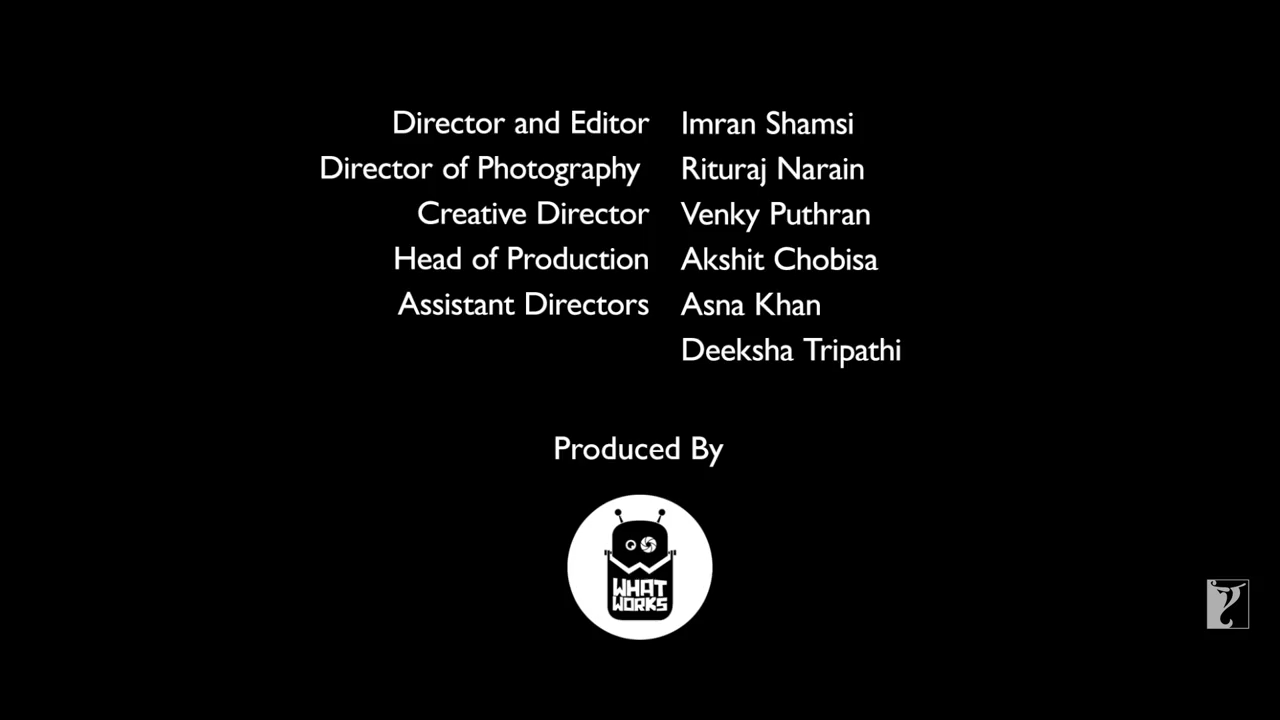 Director and Editor Imran Shamsi
Director of Photography Rituraj Narain
Creative Director Venky Puthran
Head of Production Akshit Chobisa
Assistant Directors Asna Khan
Deeksha Tripathi
Produced By
WHAT
WORKS